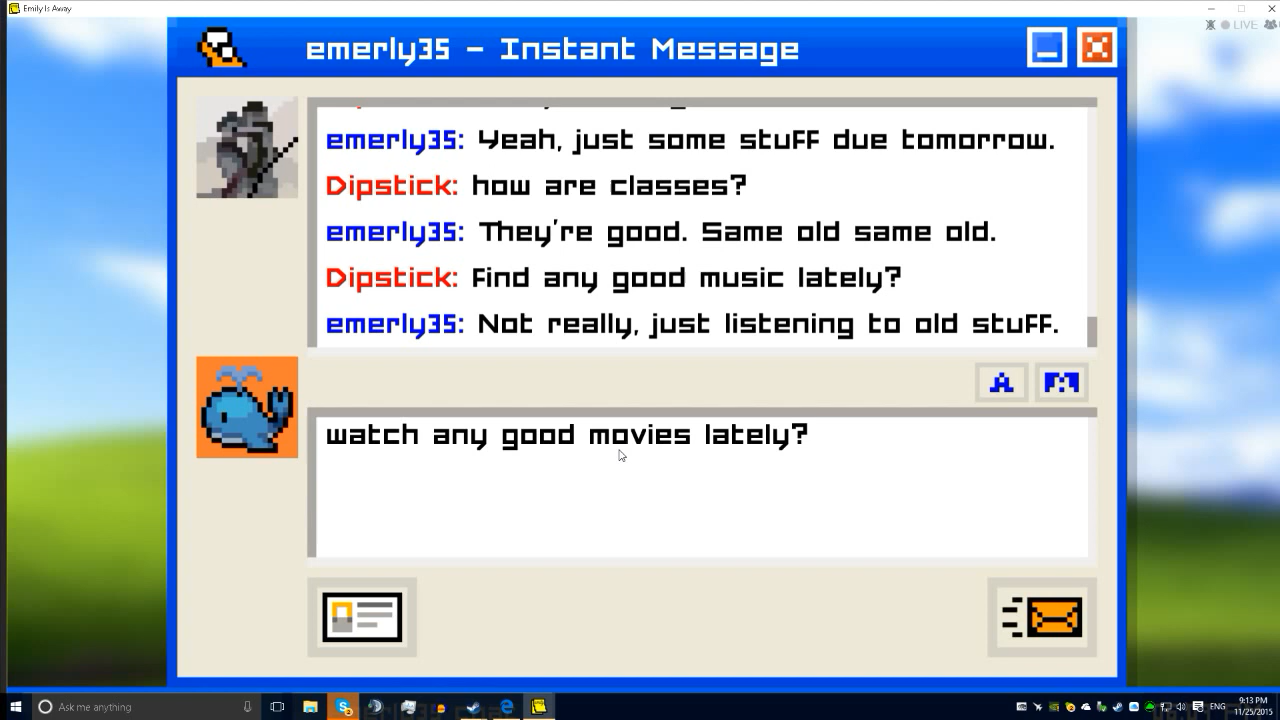 Emily Is Away
LIVE
emerly35 - Instant Message
emerly35: Yeah, just some stuff due tomorrow.
Dipstick: how are classes?
emerly35: They're good. Same old same old.
Dipstick: find any good music lately?
emerly35: Not really, just listening to old stuff.
A
watch any good movies lately?
Ask me anything
ENG
9:13 PM
11/25/2015